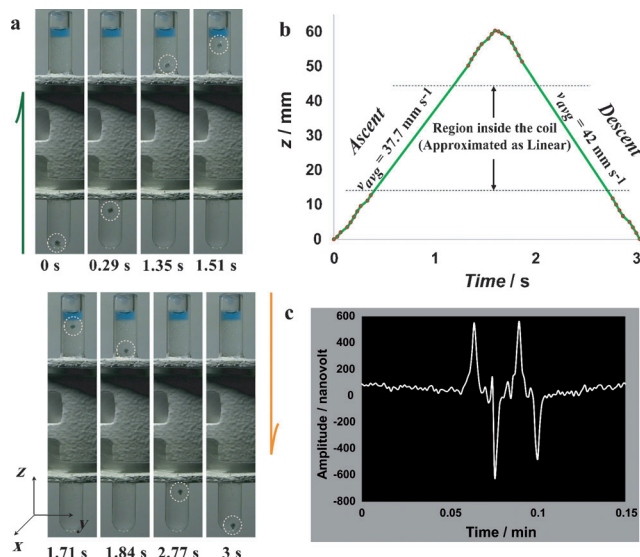 a
0 s 0.29 s 1.35 s 1.51 s
z
y
x
1.71 s 1.84 s 2.77 s 3 s
b
z / mm
60
50
40
30
20
10
0
0 1 2 3
Time / s
Ascent
v avg = 37.7 mm s-1
Region inside the coil
(Approximated as Linear)
v avg = 42 mm s-1
Descent
c
Amplitude / nanovolt
600
400
200
0
-200
-400
-600
-800
0 0.05 0.1 0.15
Time / min